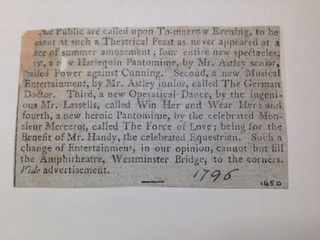 the Public are called upon To-morrow Evening, to be
present at such a Theatrical Feast as never appeared at a
place of summer amusement; four entire new spectacles,
First, a new Harlequin Pantomime, by Mr. Astley senior,
called Power against Cunning. Second, a new Musical
Entertainment, by Mr. Astley junior, called The German
Doctor. Third, a new Operatical Dance, by the ingeni-
ous Mr. Lassells, called Win Her and Wear Her: and
fourth, a new heroic Pantomime, by the celebrated Mon-
sieur Mercerot, called The Force of Love; being for the
Benefit of Mr. Handy, the celebrated Equestrian. Such a
change of Entertainment, in our opinion, cannot but fill
the Amphitheatre, Westminster Bridge, to the corners.
Vide advertisement.
1796